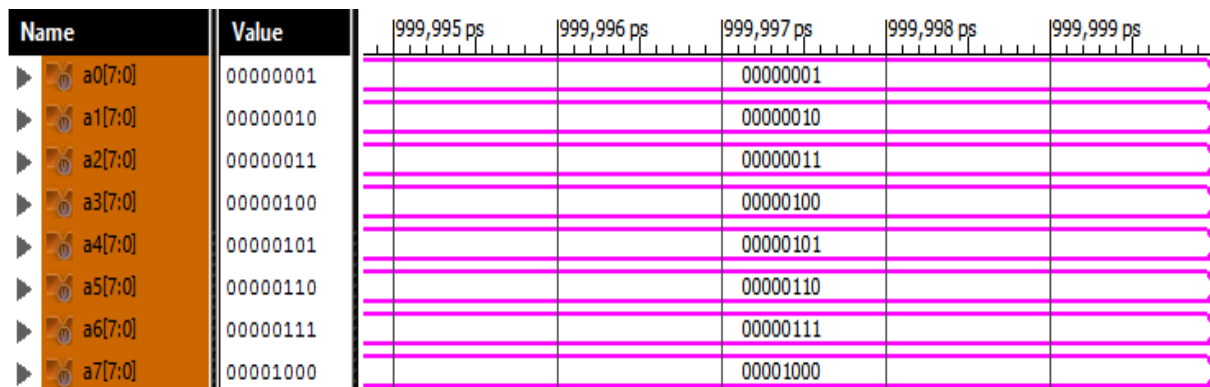 Name Value 999,995 ps 999,996 ps 999,997 ps 999,998 ps 999,999 ps
a0[7:0] 00000001 00000001
a1[7:0] 00000010 00000010
a2[7:0] 00000011 00000011
a3[7:0] 00000100 00000100
a4[7:0] 00000101 00000101
a5[7:0] 00000110 00000110
a6[7:0] 00000111 00000111
a7[7:0] 00001000 00001000